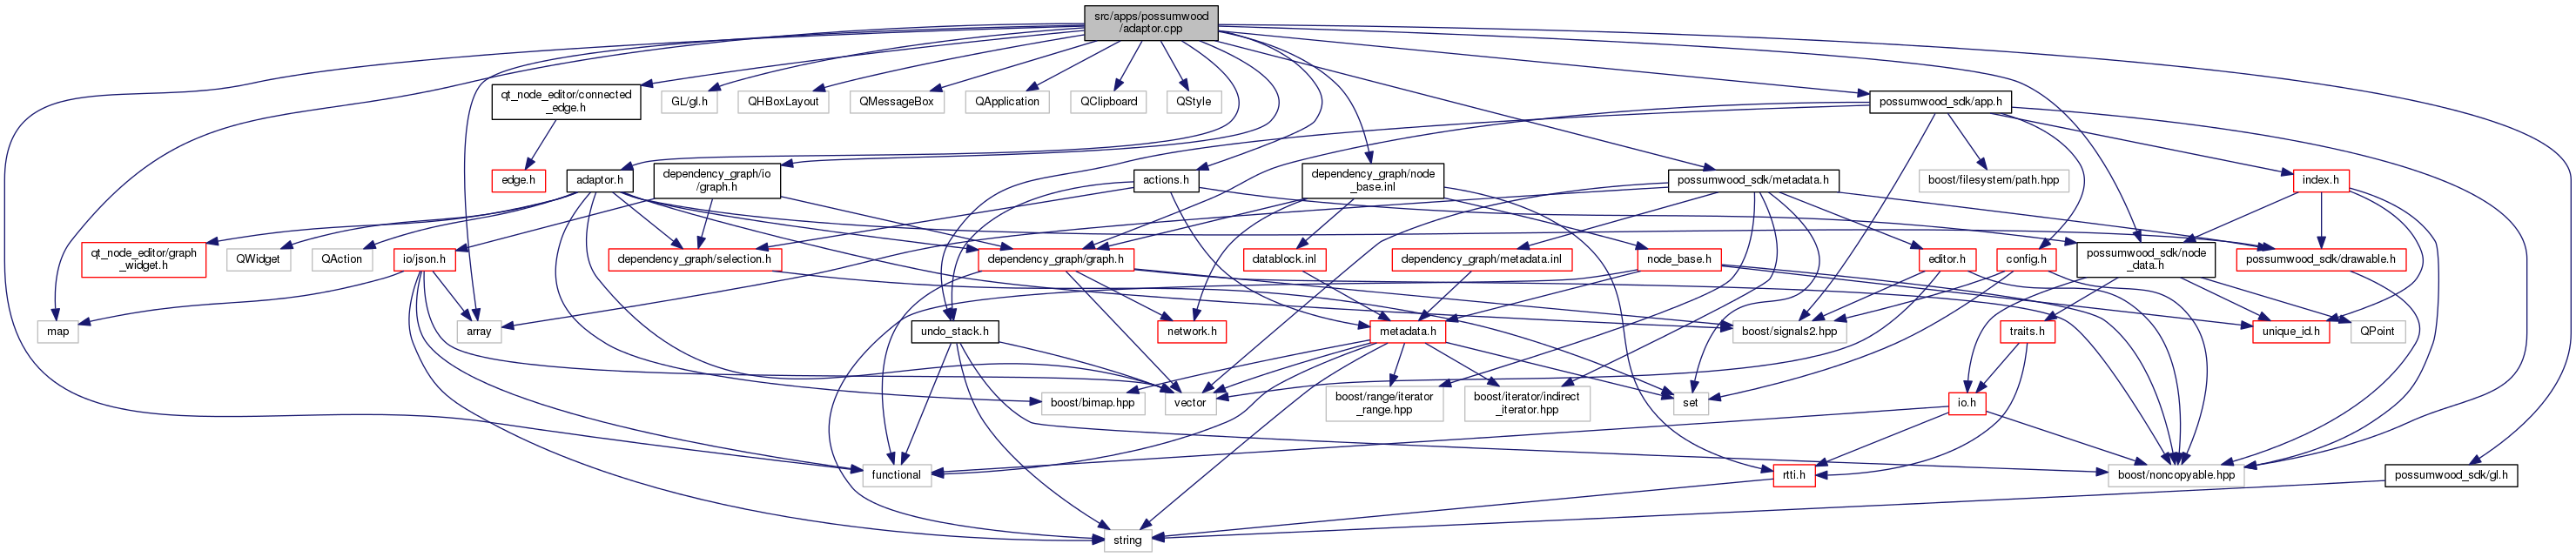 src/apps/possumwood
/adaptor.cpp
qt_node_editor/connected
_edge.h
GL/gl.h
QHBoxLayout
QMessageBox
QApplication
QClipboard
QStyle
possumwood_sdk/app.h
edge.h
adaptor.h
dependency_graph/io
/graph.h
actions.h
dependency_graph/node
_base.inl
possumwood_sdk/metadata.h
boost/filesystem/path.hpp
index.h
qt_node_editor/graph
_widget.h
QWidget
QAction
io/json.h
dependency_graph/selection.h
dependency_graph/graph.h
datablock.inl
dependency_graph/metadata.inl
node_base.h
editor.h
config.h
possumwood_sdk/node
_data.h
possumwood_sdk/drawable.h
map
array
undo_stack.h
network.h
metadata.h
boost/signals2.hpp
traits.h
unique_id.h
QPoint
boost/bimap.hpp
vector
boost/range/iterator
_range.hpp
boost/iterator/indirect
_iterator.hpp
set
io.h
functional
rtti.h
boost/noncopyable.hpp
possumwood_sdk/gl.h
string